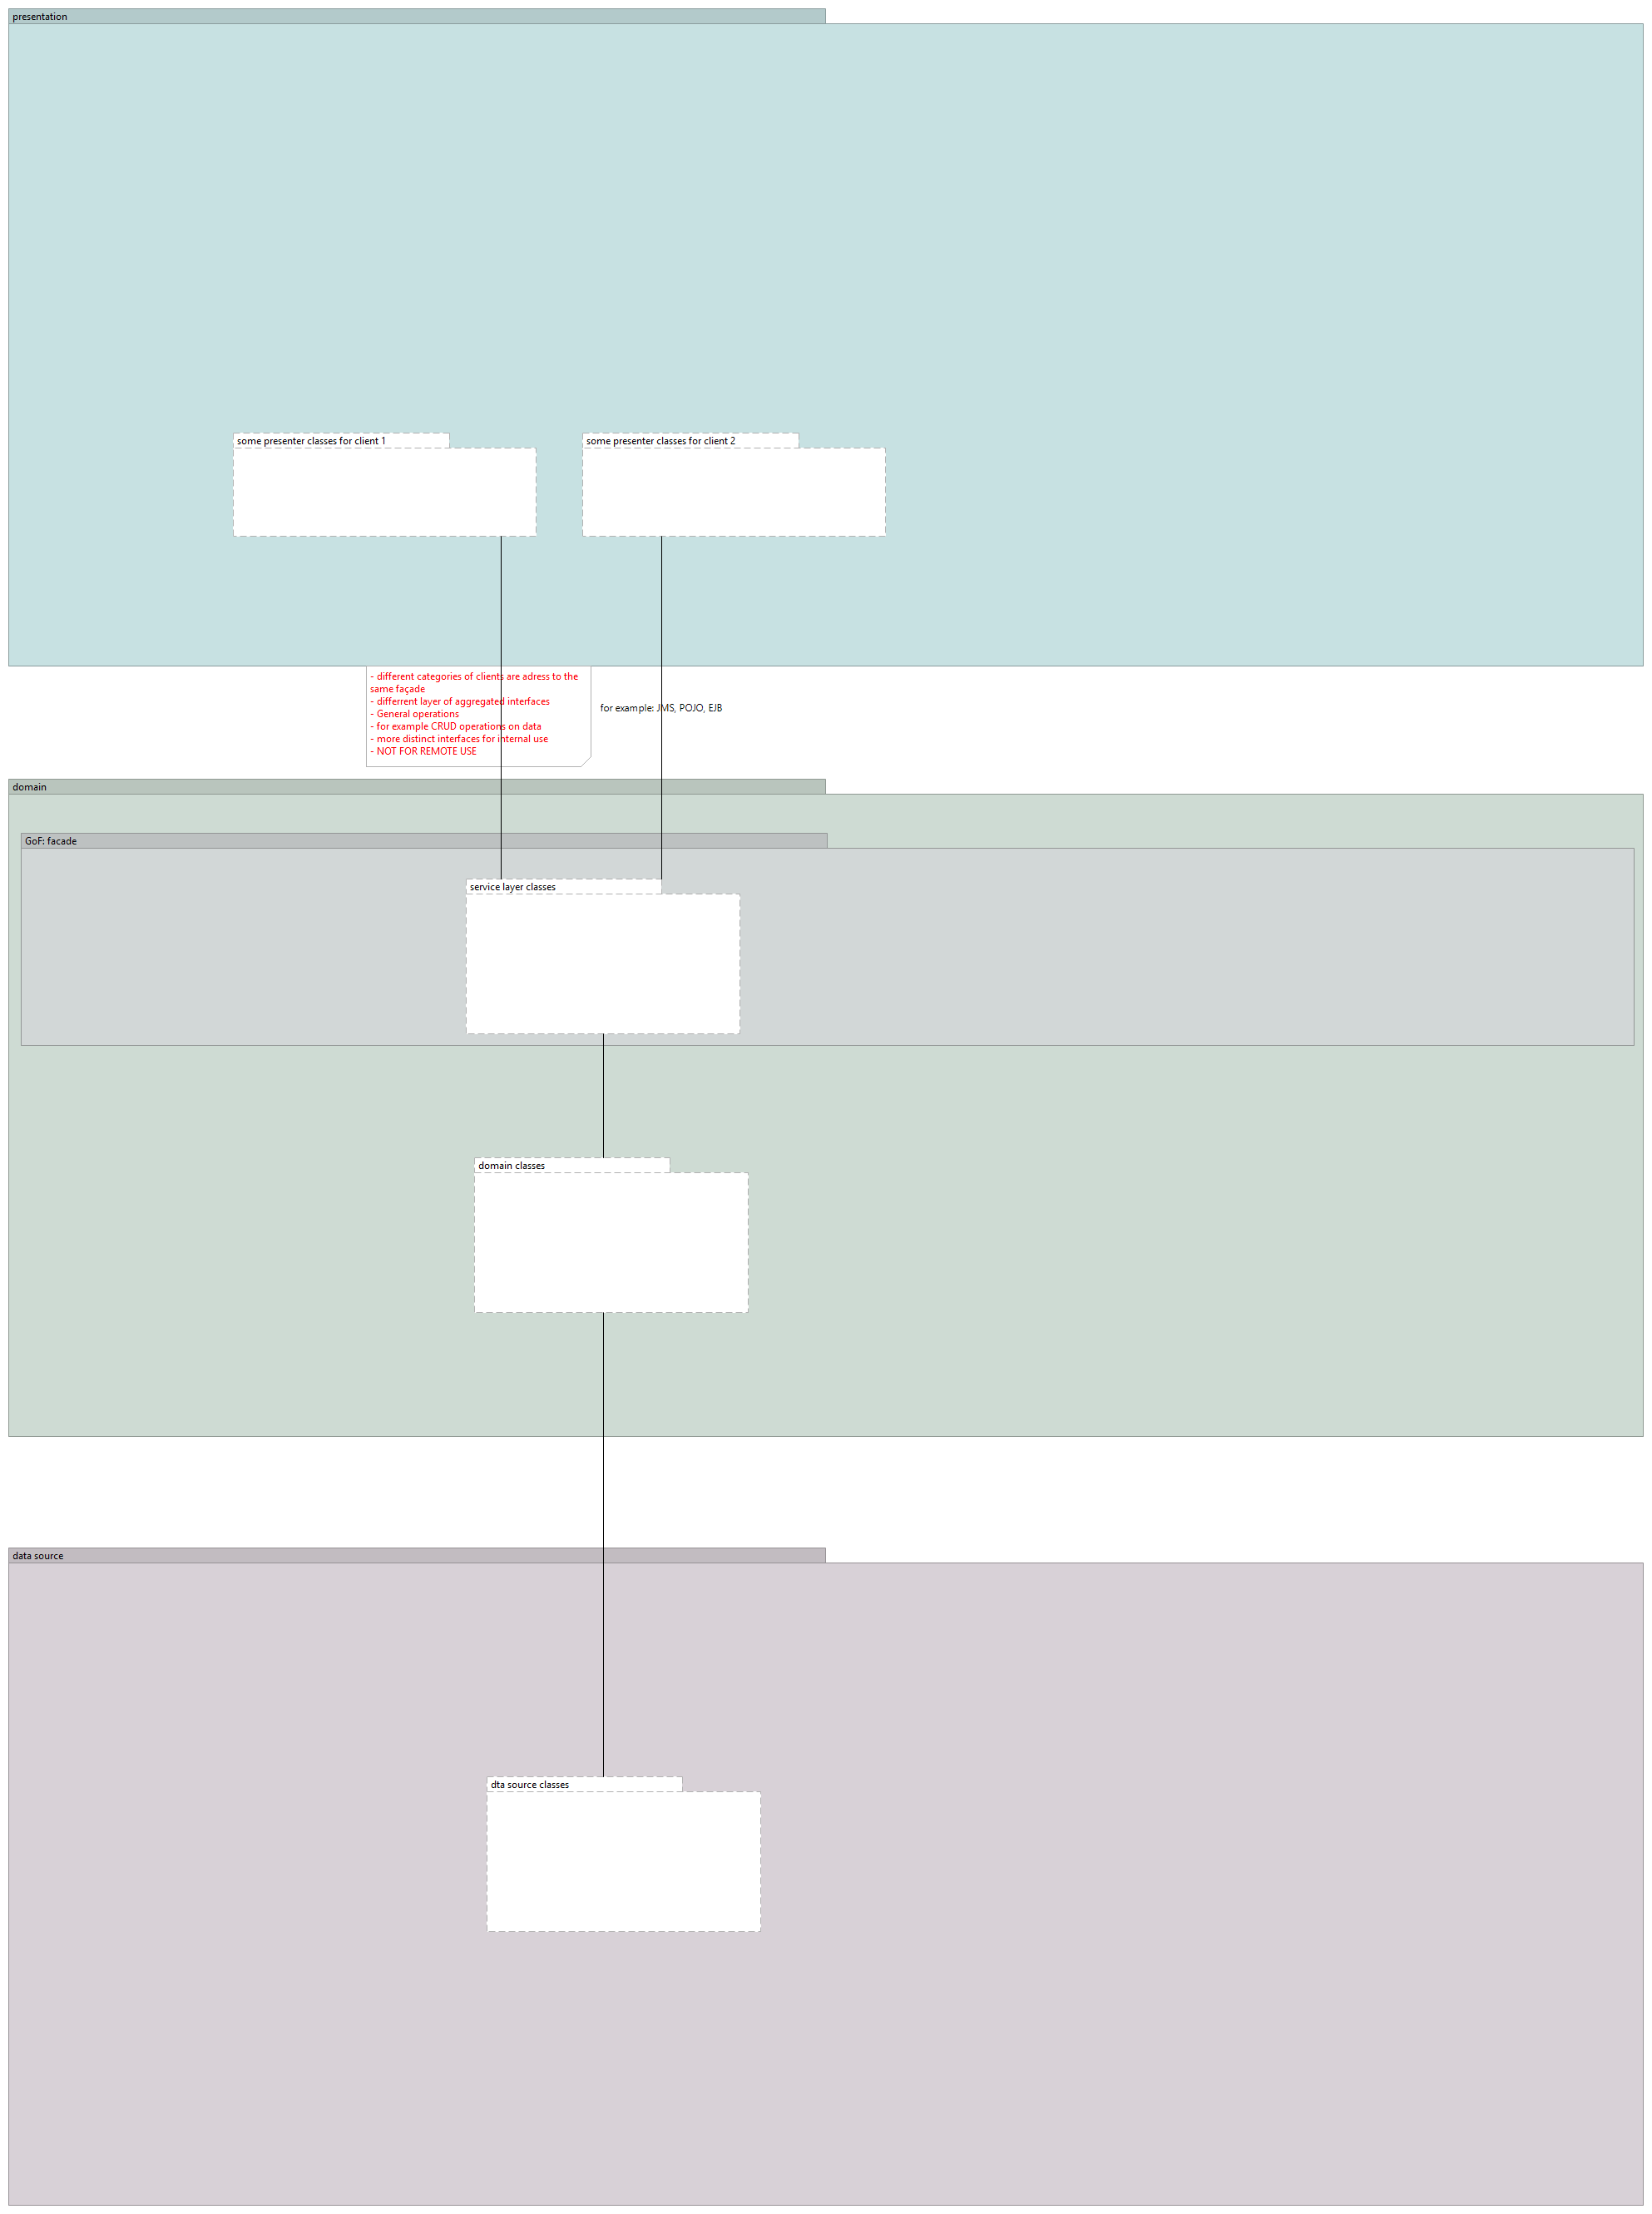 presentation
some presenter classes for client 1
some presenter classes for client 2
- different categories of clients are adress to the
same façade
- differrent layer of aggregated interfaces
- General operations
- for example CRUD operations on data
- more distinct interfaces for internal use
- NOT FOR REMOTE USE
for example: JMS, POJO, EJB
domain
GoF: facade
service layer classes
domain classes
data source
dta source classes